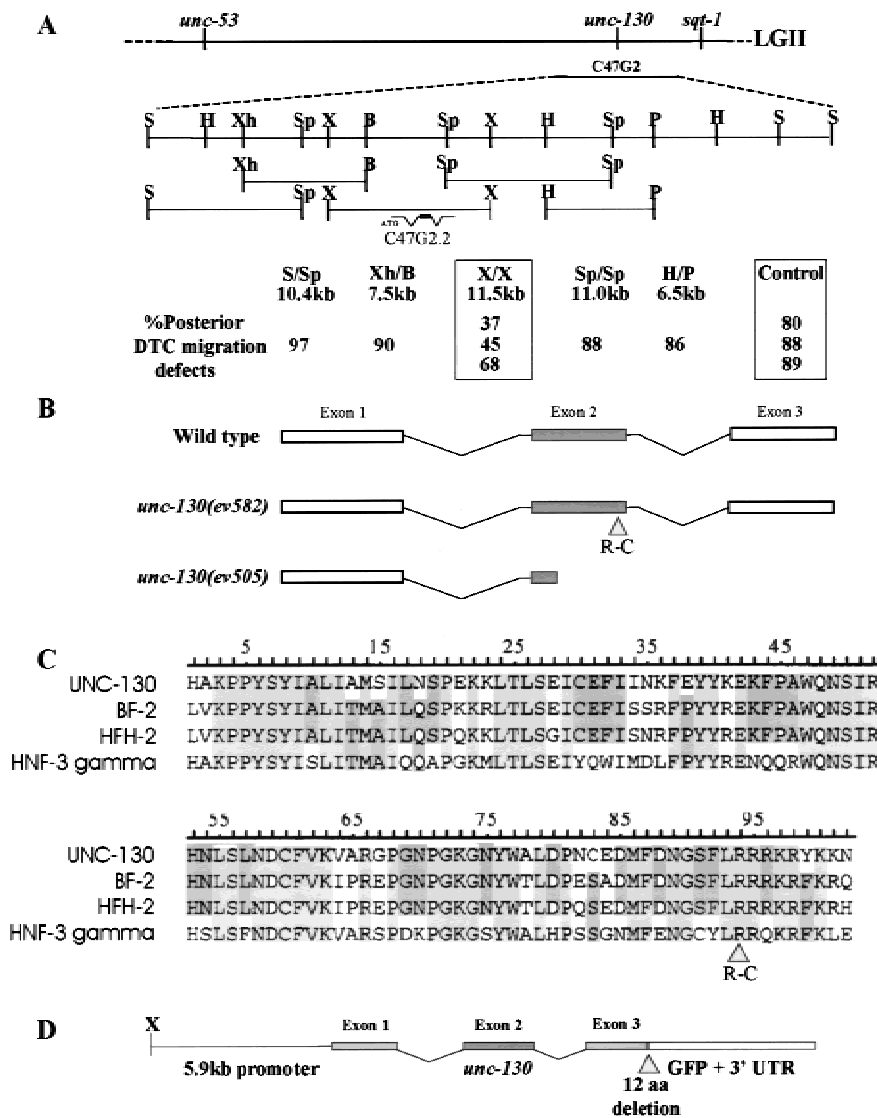 A
unc-53 unc-130 sqt-1
LGII
C47G2
S H Xh Sp X B Sp X H Sp P H S S
Xh B Sp Sp
S Sp X X H P
ATG
C47G2.2
S/Sp Xh/B X/X Sp/Sp H/P Control
10.4kb 7.5kb 11.5kb 11.0kb 6.5kb
%Posterior 37 80
DTC migration 97 90 45 88 86 88
defects 68 89
B
Exon 1 Exon 2 Exon 3
Wild type
unc-130(ev582)
R-C
unc-130(ev505)
C
5 15 25 35 45
UNC-130 HAKPPYSYIALIAMSILNSPEKKLTLSEICEFIINKFEYYKEKFPAWQNSIR
BF-2 LVKPPYSYIALITMAILQSPKKRLTLSEICEFISSRFPYYREKFPAWQNSIR
HFH-2 LVKPPYSYIALITMAILQSPQKKLTLSGICEFISNRFPYYREKFPAWQNSIR
HNF-3 gamma HAKPPYSYISLITMAIQQAPGKMLTLSEIYQWIMDLFPYYRENQQRWQNSIR
55 65 75 85 95
UNC-130 HNLSLNDCFVKVARGPGNPGKGNYWALDPNCEDMFDNGSFLRRRKRYKKN
BF-2 HNLSLNDCFVKIPREPGNPGKGNYWTLDPESADMFDNGSFLRRRKRFKRQ
HFH-2 HNLSLNDCFVKIPREPGNPGKGNYWTLDPQSEDMFDNGSFLRRRKRFKRH
HNF-3 gamma HSLSFNDCFVKVARSPDKPGKGSYWALHPSSGNMFENGCYLRRQKRFKLE
R-C
D
X
Exon 1 Exon 2 Exon 3
5.9kb promoter unc-130 GFP + 3' UTR
12 aa
deletion